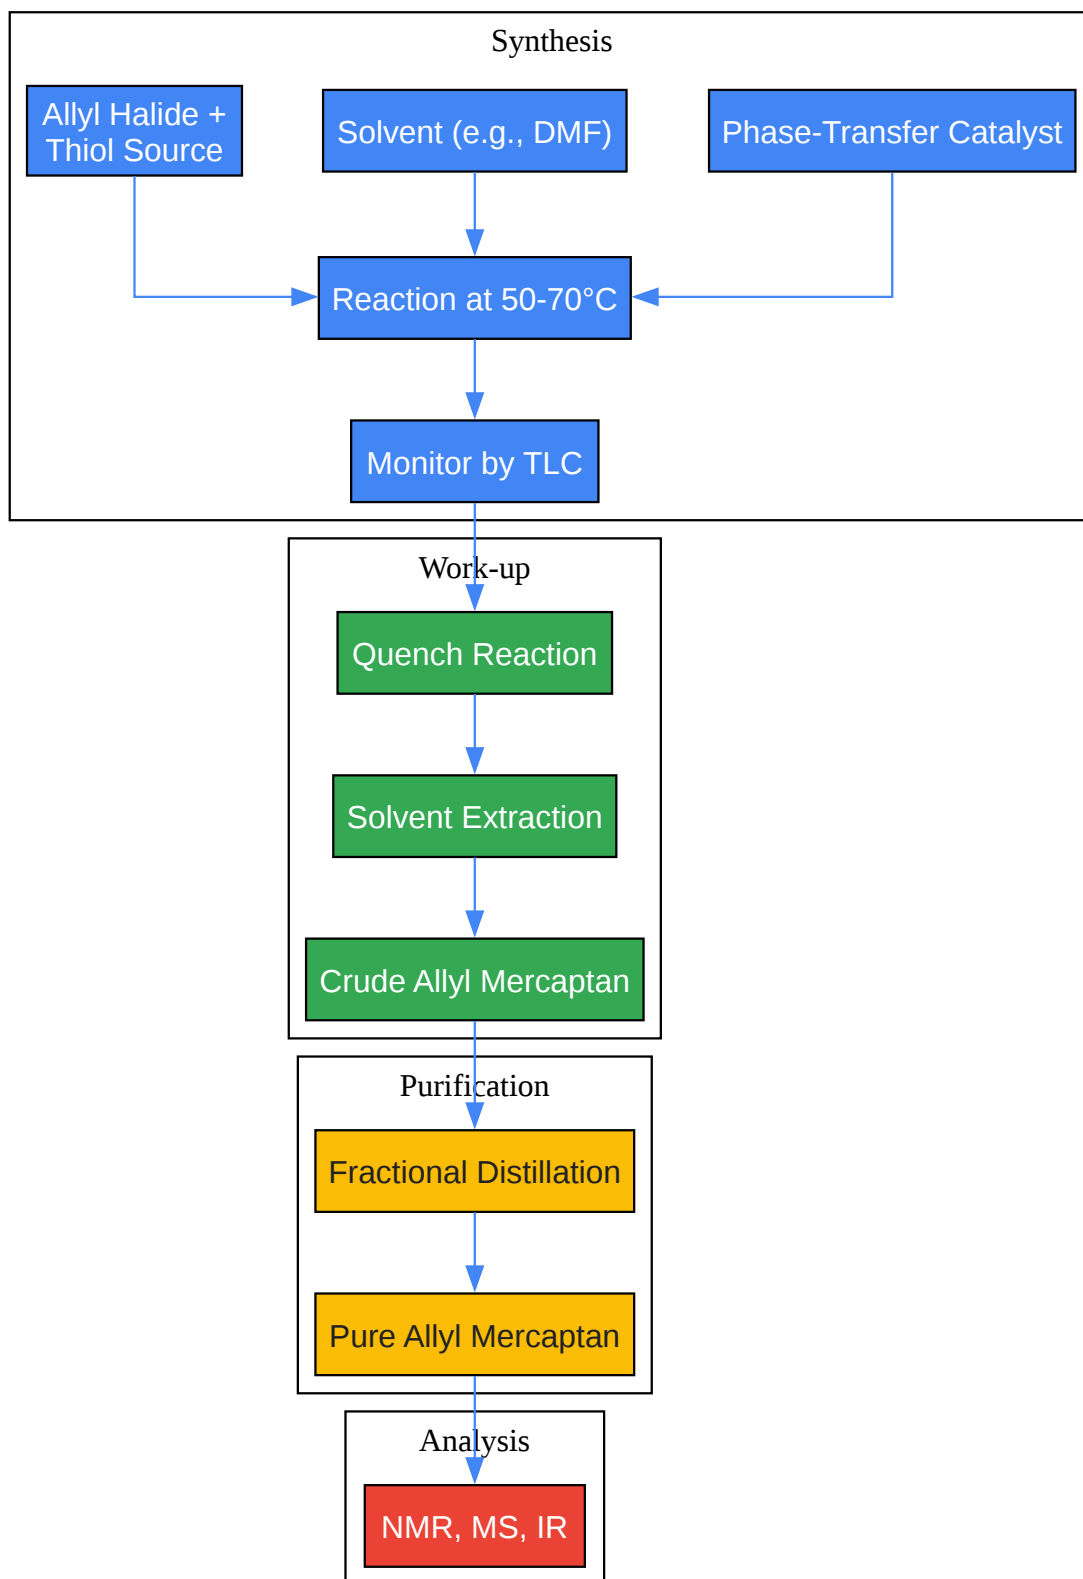 Synthesis
Allyl Halide +
Thiol Source
Solvent (e.g., DMF)
Phase-Transfer Catalyst
Reaction at 50-70°C
Monitor by TLC
Work-up
Quench Reaction
Solvent Extraction
Crude Allyl Mercaptan
Purification
Fractional Distillation
Pure Allyl Mercaptan
Analysis
NMR, MS, IR